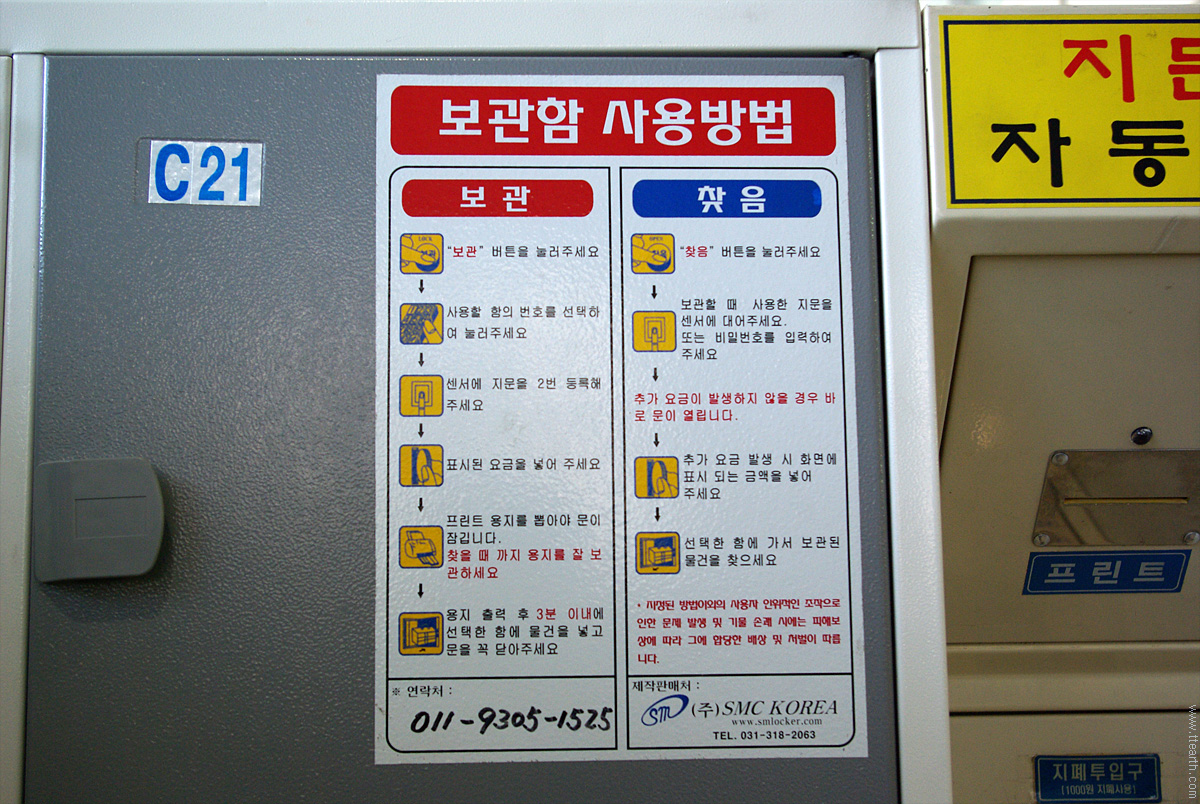 C21
보관함 사용방법
보관
"보관" 버튼을 눌러주세요
사용할 함의 번호를 선택하
여 눌러주세요
센서에 지문을 2번 등록해
주세요
표시된 요금을 넣어 주세요
프린트 용지를 뽑아야 문이
잠깁니다.
찾을 때 까지 용지를 잘 보
관하세요
용지 출력 후 3분 이내에
선택한 함에 물건을 넣고
문을 꼭 닫아주세요
※ 연락처 :
011-9305-1525
찾음
OPEN
"찾음" 버튼을 눌러주세요
보관할 때 사용한 지문을
센서에 대어주세요.
또는 비밀번호를 입력하여
주세요
추가 요금이 발생하지 않을 경우 바
로 문이 열립니다.
추가 요금 발생 시 화면에
표시 되는 금액을 넣어
주세요
선택한 함에 가서 보관된
물건을 찾으세요
* 지정된 방법이외의 사용자 인위적인 조작으로
인한 문제 발생 및 기물 손괴 시에는 피해보
상에 따라 그에 합당한 배상 및 처벌이 따릅
니다.
제작판매처 :
SM (주)SMC KOREA
www.smlocker.com
TEL. 031-318-2063
지문
자동
프린트
지폐투입구
(1000원 지폐사용)
www.ttearth.com